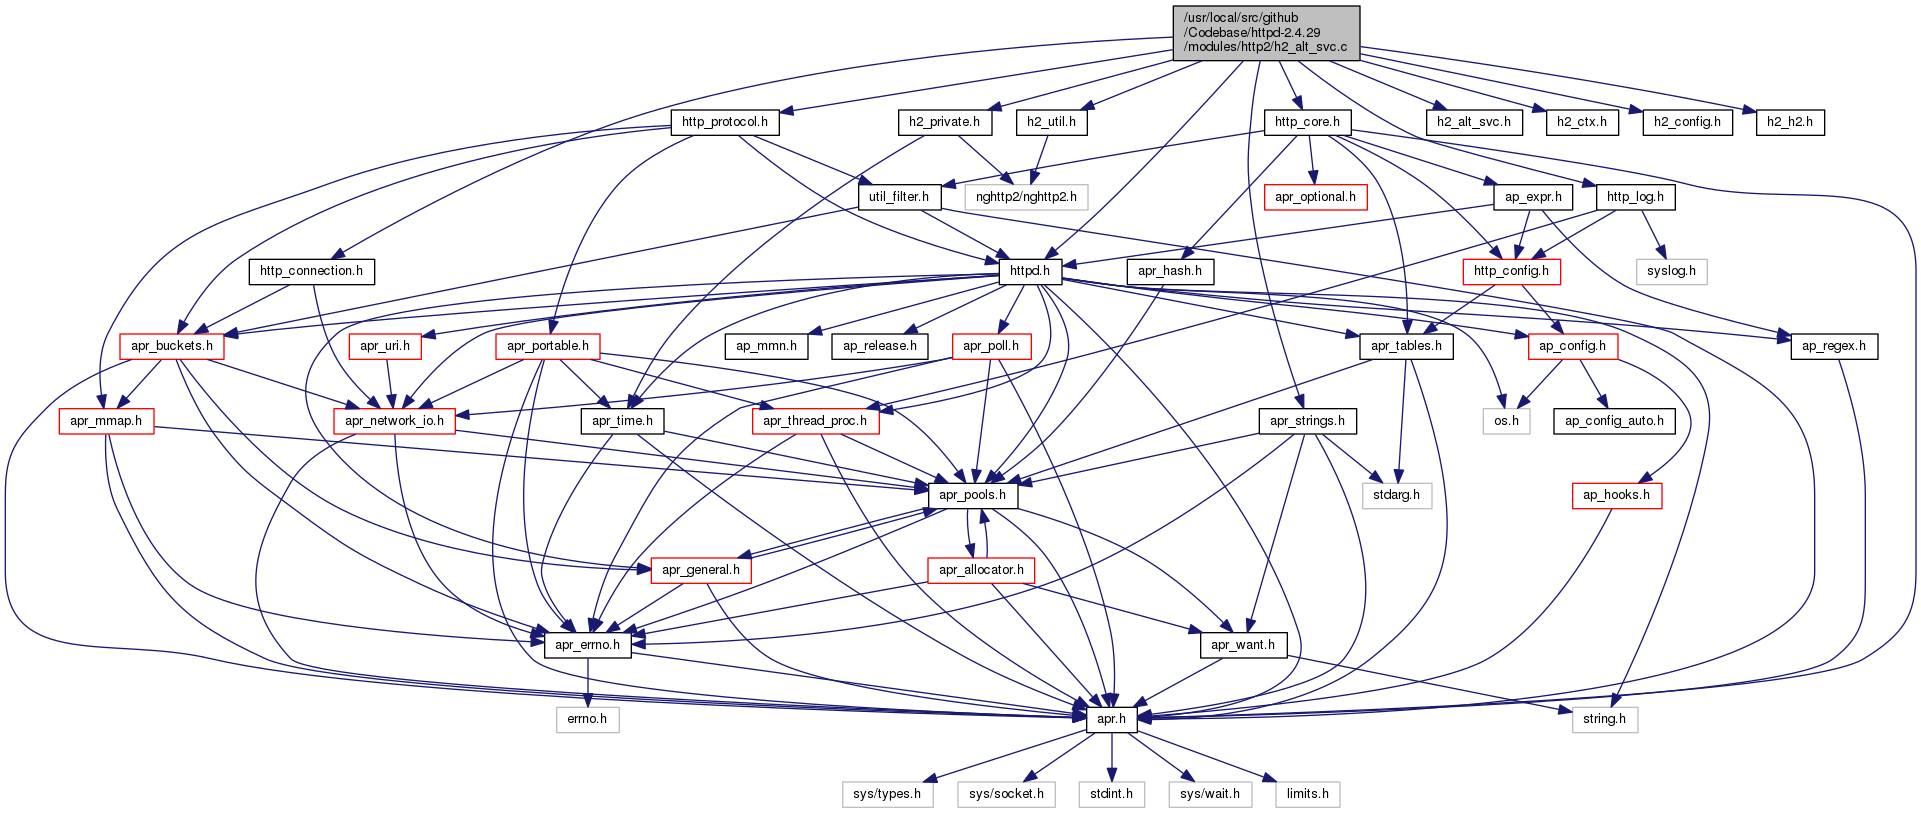 /usr/local/src/github
/Codebase/httpd-2.4.29
/modules/http2/h2_alt_svc.c
http_protocol.h
h2_private.h
h2_util.h
http_core.h
h2_alt_svc.h
h2_ctx.h
h2_config.h
h2_h2.h
util_filter.h
nghttp2/nghttp2.h
apr_optional.h
ap_expr.h
http_log.h
http_connection.h
httpd.h
apr_hash.h
http_config.h
syslog.h
apr_buckets.h
apr_uri.h
apr_portable.h
ap_mmn.h
ap_release.h
apr_poll.h
apr_tables.h
ap_config.h
ap_regex.h
apr_mmap.h
apr_network_io.h
apr_time.h
apr_thread_proc.h
apr_strings.h
os.h
ap_config_auto.h
apr_pools.h
stdarg.h
ap_hooks.h
apr_general.h
apr_allocator.h
apr_errno.h
apr_want.h
errno.h
apr.h
string.h
sys/types.h
sys/socket.h
stdint.h
sys/wait.h
limits.h